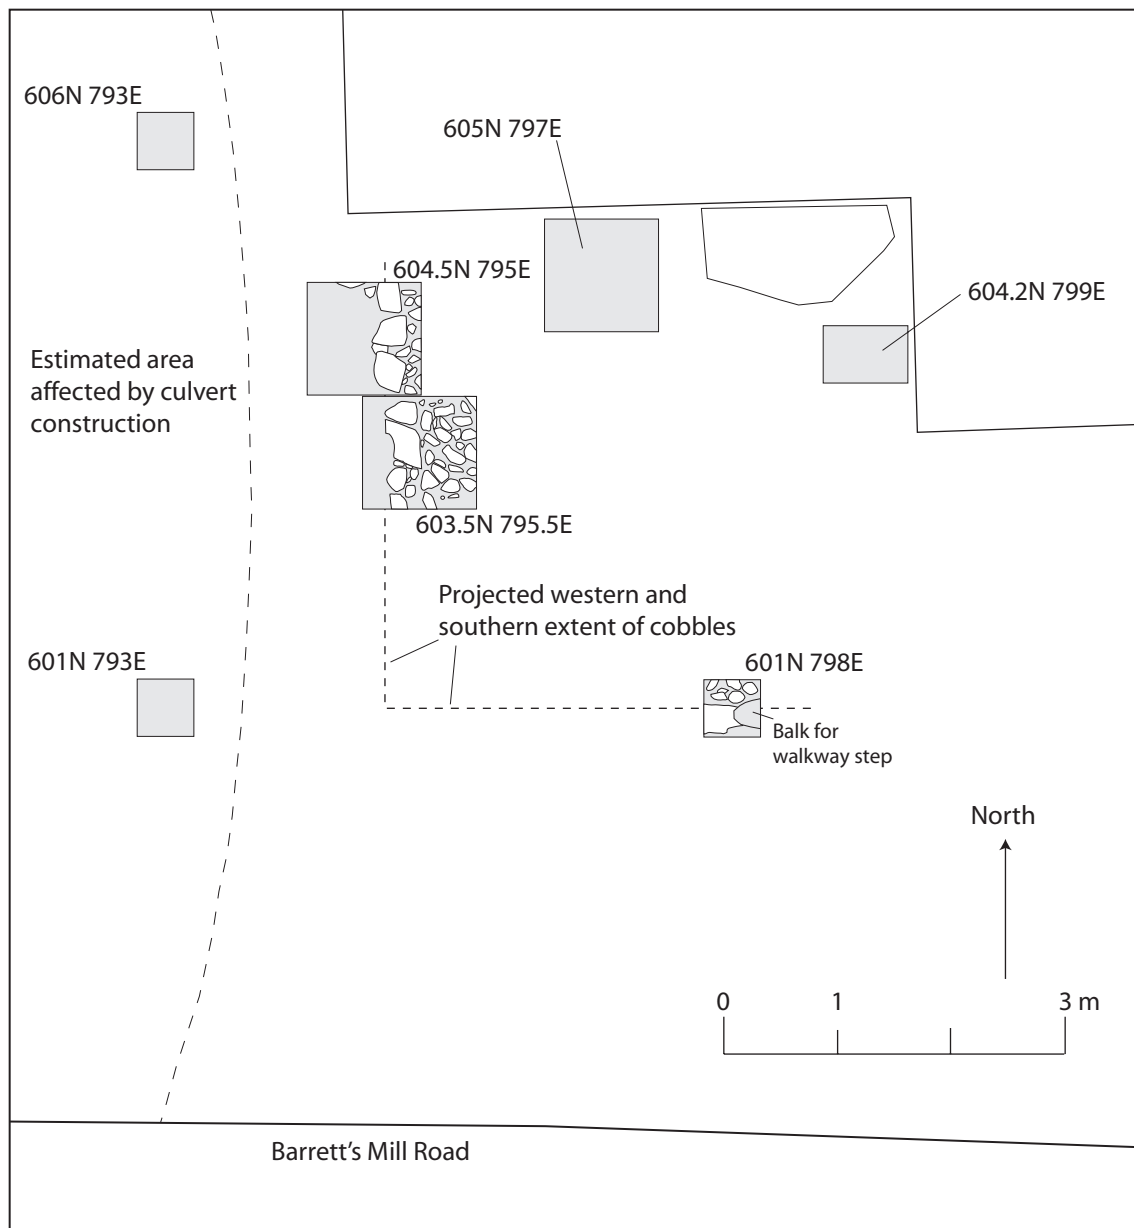 606N 793E
605N 797E
604.5N 795E
604.2N 799E
Estimated area
affected by culvert
construction
603.5N 795.5E
Projected western and
southern extent of cobbles
601N 793E
601N 798E
Balk for
walkway step
North
0 1 3 m
Barrett's Mill Road